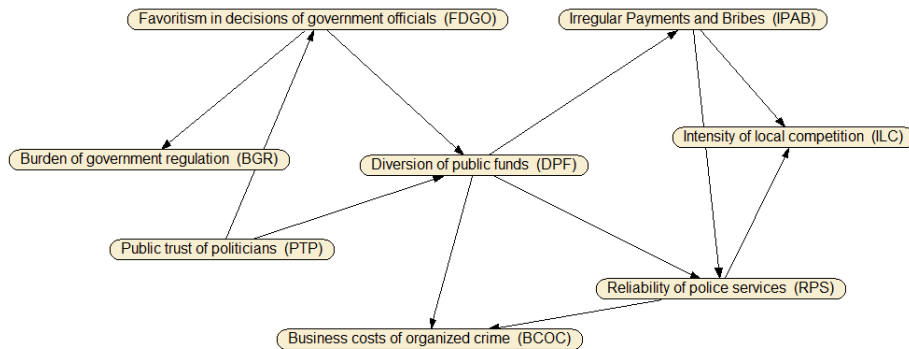 Favoritism in decisions of government officials (FDGO)
Irregular Payments and Bribes (IPAB)
Intensity of local competition (ILC)
Burden of government regulation (BGR)
Diversion of public funds (DPF)
Public trust of politicians (PTP)
Reliability of police services (RPS)
Business costs of organized crime (BCOC)